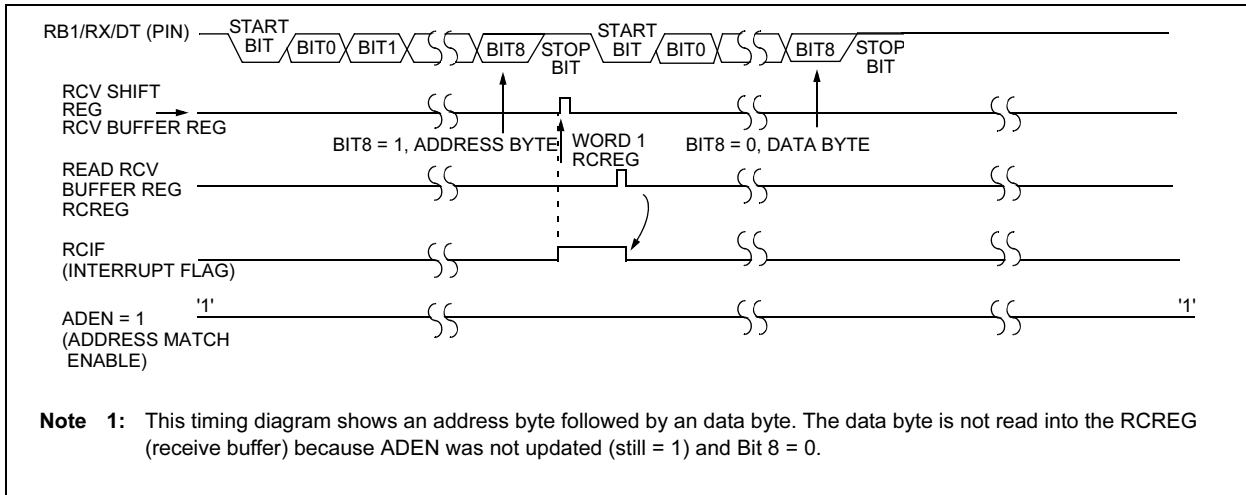 RB1/RX/DT (PIN)
START
BIT
BIT0
BIT1
BIT8
STOP
BIT
START
BIT
BIT0
BIT8
STOP
BIT
RCV SHIFT
REG
RCV BUFFER REG
BIT8 = 1, ADDRESS BYTE
WORD 1
RCREG
BIT8 = 0, DATA BYTE
READ RCV
BUFFER REG
RCREG
RCIF
(INTERRUPT FLAG)
'1'
'1'
ADEN = 1
(ADDRESS MATCH
ENABLE)
Note 1: This timing diagram shows an address byte followed by an data byte. The data byte is not read into the RCREG
(receive buffer) because ADEN was not updated (still = 1) and Bit 8 = 0.